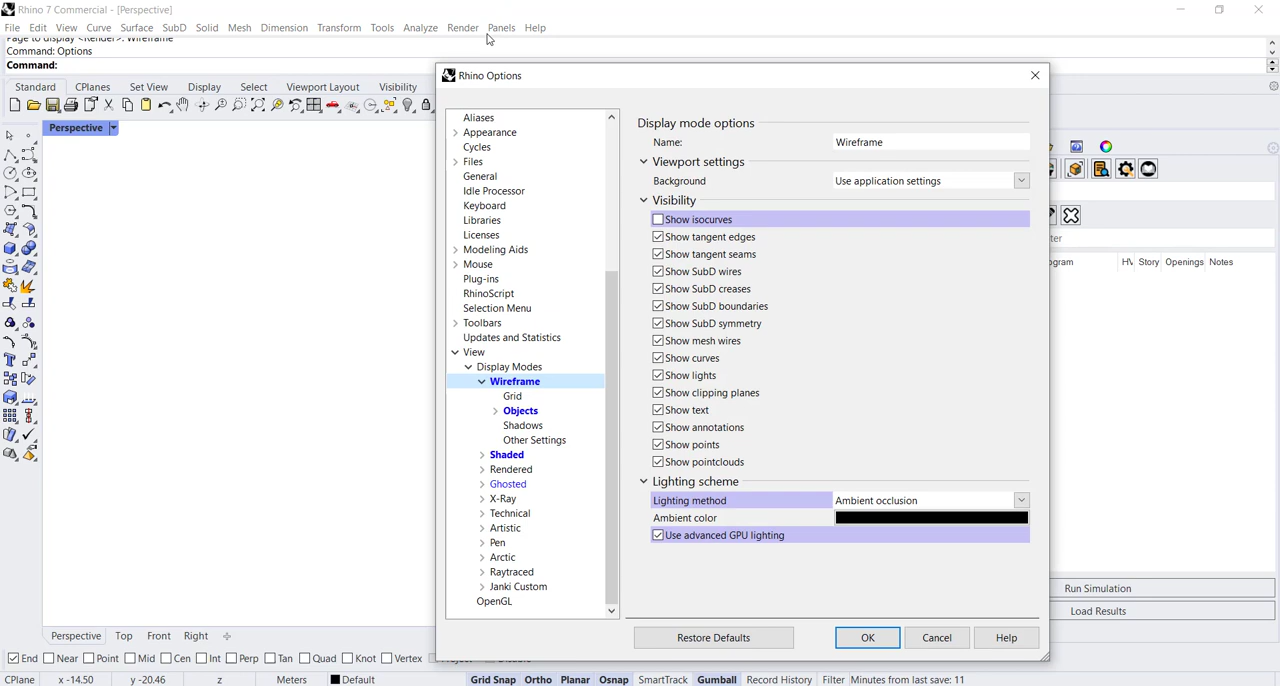 Rhino 7 Commercial - [Perspective]
File Edit View Curve Surface SubD Solid Mesh Dimension Transform Tools Analyze Render Panels Help
Page to display <Render>: Wireframe
Command: Options
Command:
Standard CPlanes Set View Display Select Viewport Layout Visibility
Perspective
Rhino Options
Aliases
Appearance
Cycles
Files
General
Idle Processor
Keyboard
Libraries
Licenses
Modeling Aids
Mouse
Plug-ins
RhinoScript
Selection Menu
Toolbars
Updates and Statistics
View
Display Modes
Wireframe
Grid
Objects
Shadows
Other Settings
Shaded
Rendered
Ghosted
X-Ray
Technical
Artistic
Pen
Arctic
Raytraced
Janki Custom
OpenGL
Display mode options
Name: Wireframe
Viewport settings
Background Use application settings
Visibility
Show isocurves
Show tangent edges
Show tangent seams
Show SubD wires
Show SubD creases
Show SubD boundaries
Show SubD symmetry
Show mesh wires
Show curves
Show lights
Show clipping planes
Show text
Show annotations
Show points
Show pointclouds
Lighting scheme
Lighting method Ambient occlusion
Ambient color
Use advanced GPU lighting
Restore Defaults OK Cancel Help
ter
ogram HV Story Openings Notes
Run Simulation
Load Results
Perspective Top Front Right
End Near Point Mid Cen Int Perp Tan Quad Knot Vertex
CPlane x -14.50 y -20.46 z Meters Default Grid Snap Ortho Planar Osnap SmartTrack Gumball Record History Filter Minutes from last save: 11